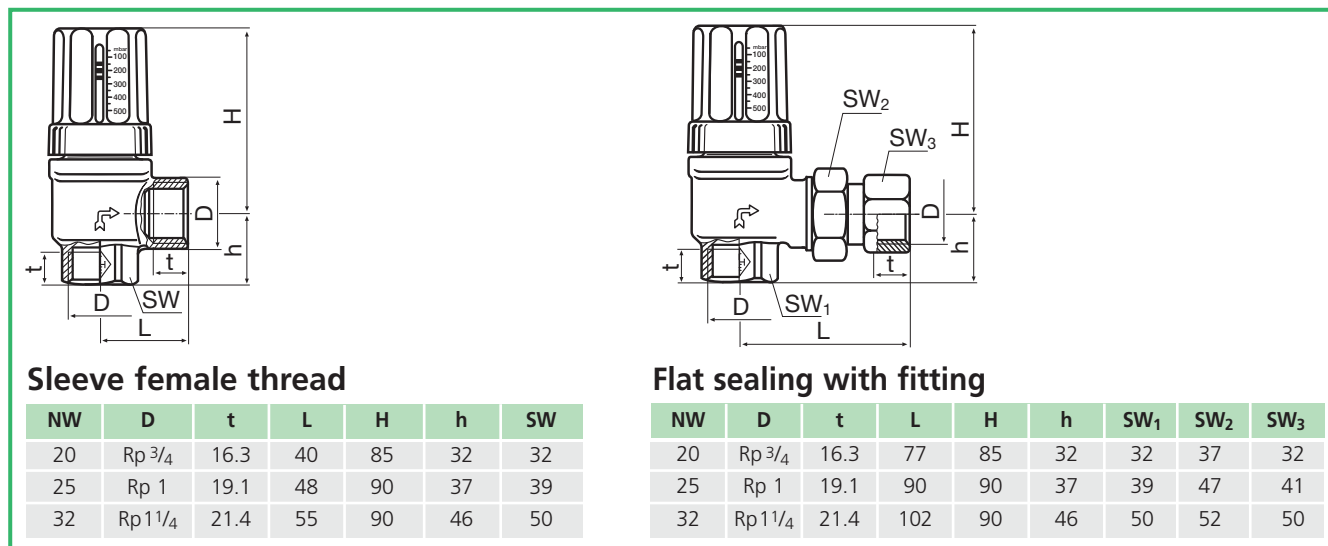 mbar
100
200
300
400
500
H
D
h
t
t
D
SW
L
mbar
100
200
300
400
500
SW2
SW3
H
D
h
t
t
D
SW1
L
Sleeve female thread
NW D t L H h SW
20 Rp 3/4 16.3 40 85 32 32
25 Rp 1 19.1 48 90 37 39
32 Rp1 1/4 21.4 55 90 46 50
Flat sealing with fitting
NW D t L H h SW1 SW2 SW3
20 Rp 3/4 16.3 77 85 32 32 37 32
25 Rp 1 19.1 90 90 37 39 47 41
32 Rp1 1/4 21.4 102 90 46 50 52 50